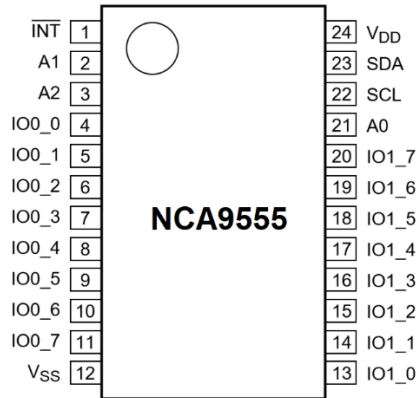 INT 1 24 VDD
A1 2 23 SDA
A2 3 22 SCL
IO0_0 4 21 A0
IO0_1 5 20 IO1_7
IO0_2 6 19 IO1_6
IO0_3 7 18 IO1_5
NCA9555
IO0_4 8 17 IO1_4
IO0_5 9 16 IO1_3
IO0_6 10 15 IO1_2
IO0_7 11 14 IO1_1
VSS 12 13 IO1_0